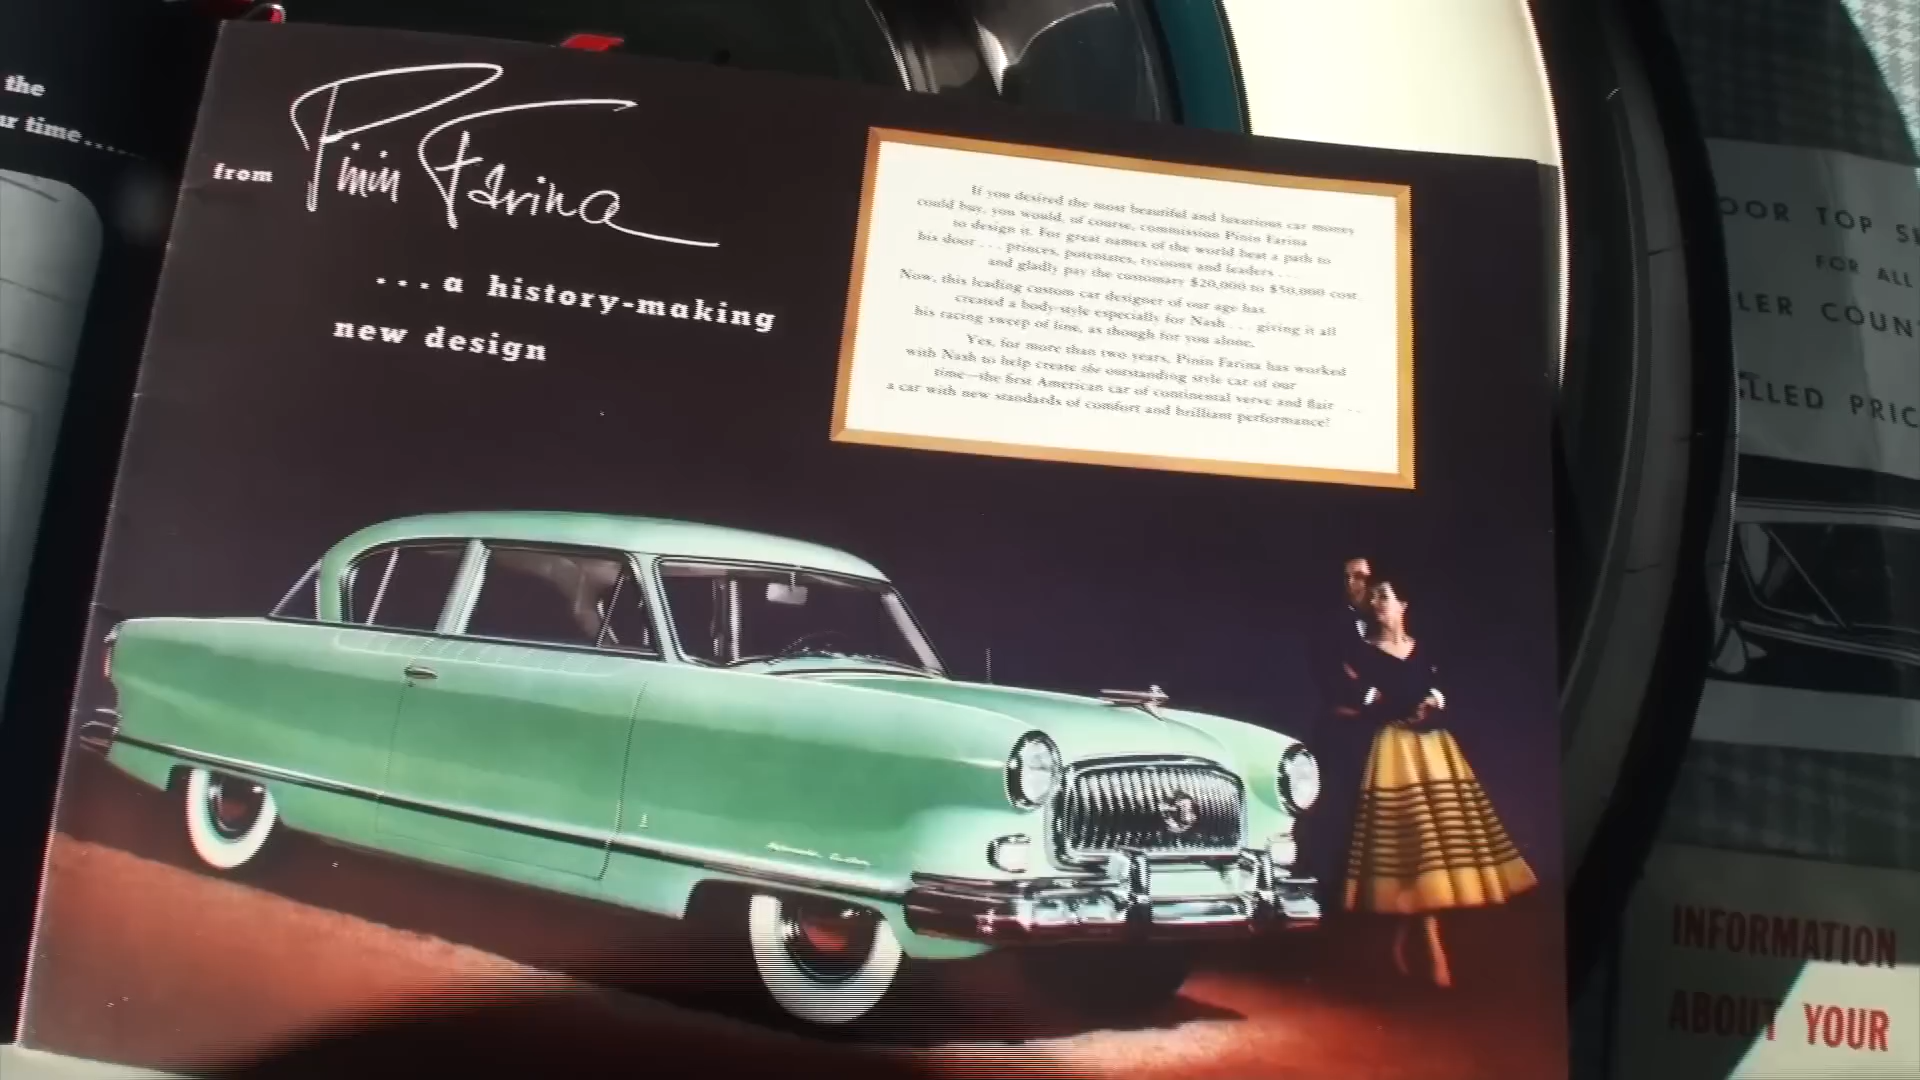 the
ur time.....
from Pinin Farina
...a history-making
new design
If you desired the most beautiful and luxurious car money
could buy, you would, of course, commission Pinin Farina
to design it. For great names of the world beat a path to
his door . . . princes, potentates, tycoons and leaders . . .
and gladly pay the customary $20,000 to $50,000 cost.
Now, this leading custom car designer of our age has
created a body-style especially for Nash . . . giving it all
his racing sweep of line, as though for you alone.
Yes, for more than two years, Pinin Farina has worked
with Nash to help create the outstanding style car of our
time—the first American car of continental verve and flair . . .
a car with new standards of comfort and brilliant performance!
OOR TOP S
FOR ALL
LER COUN
LLED PRIC
INFORMATION
ABOUT YOUR